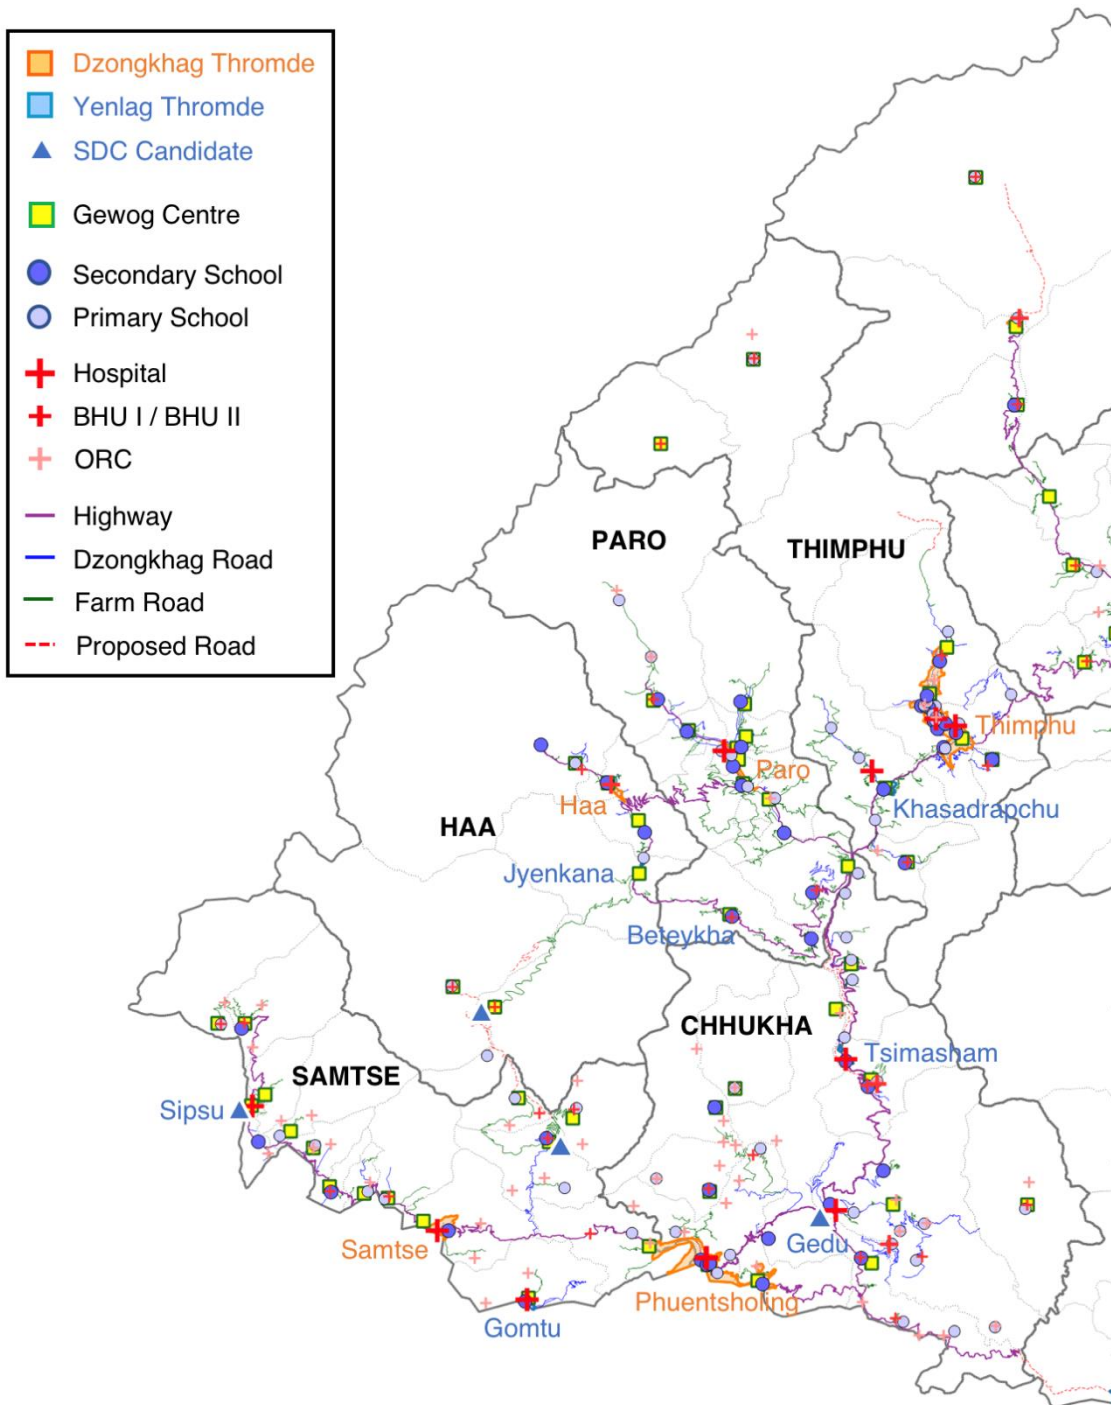 Dzongkhag Thromde
Yenlag Thromde
SDC Candidate
Gewog Centre
Secondary School
Primary School
Hospital
BHU I / BHU II
ORC
Highway
Dzongkhag Road
Farm Road
Proposed Road
PARO
THIMPHU
Thimphu
Paro
Haa
Khasadrapchu
HAA
Jyenkana
Beteykha
CHHUKHA
Tsimasham
SAMTSE
Sipsu
Samtse
Gedu
Phuentsholing
Gomtu